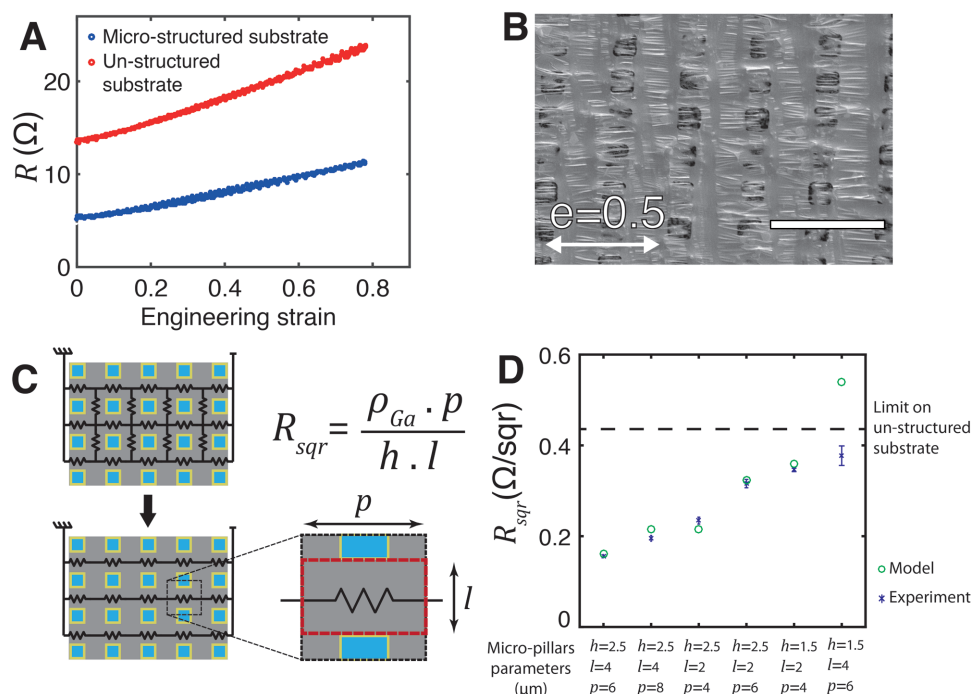 A
Micro-structured substrate
Un-structured
substrate
R (Ω)
20
10
0
0
0.2
0.4
0.6
0.8
Engineering strain
B
e=0.5
C
R_sqr = ρ_Ga . p / h . l
p
l
D
R_sqr (Ω/sqr)
0.6
0.4
0.2
0
Limit on
un-structured
substrate
Model
Experiment
Micro-pillars h=2.5 h=2.5 h=2.5 h=2.5 h=1.5 h=1.5
parameters l=4 l=4 l=2 l=2 l=2 l=4
(μm) p=6 p=8 p=4 p=6 p=4 p=6